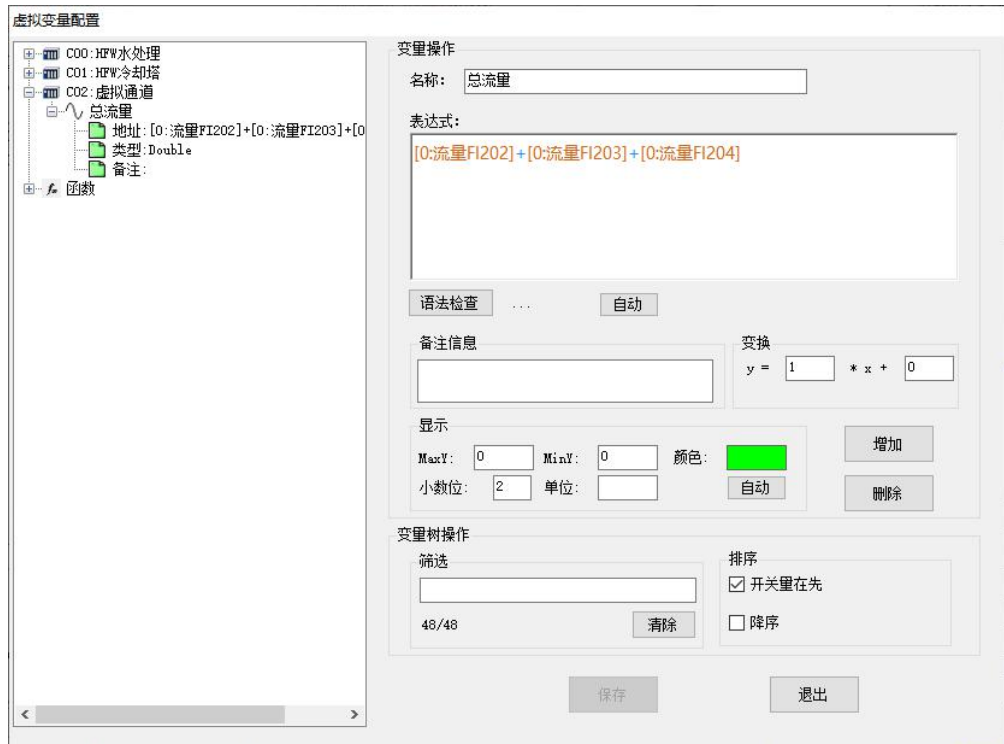 虚拟变量配置
C00:HFW水处理
C01:HFW冷却塔
C02:虚拟通道
总流量
地址:[0:流量FI202]+[0:流量FI203]+[0
类型:Double
备注:
函数
变量操作
名称: 总流量
表达式:
[0:流量FI202]+[0:流量FI203]+[0:流量FI204]
语法检查 ... 自动
备注信息
变换
y = 1 * x + 0
显示
MaxY: 0 MinY: 0 颜色:
小数位: 2 单位: 自动
增加
删除
变量树操作
筛选
48/48 清除
排序
开关量在先
降序
保存 退出